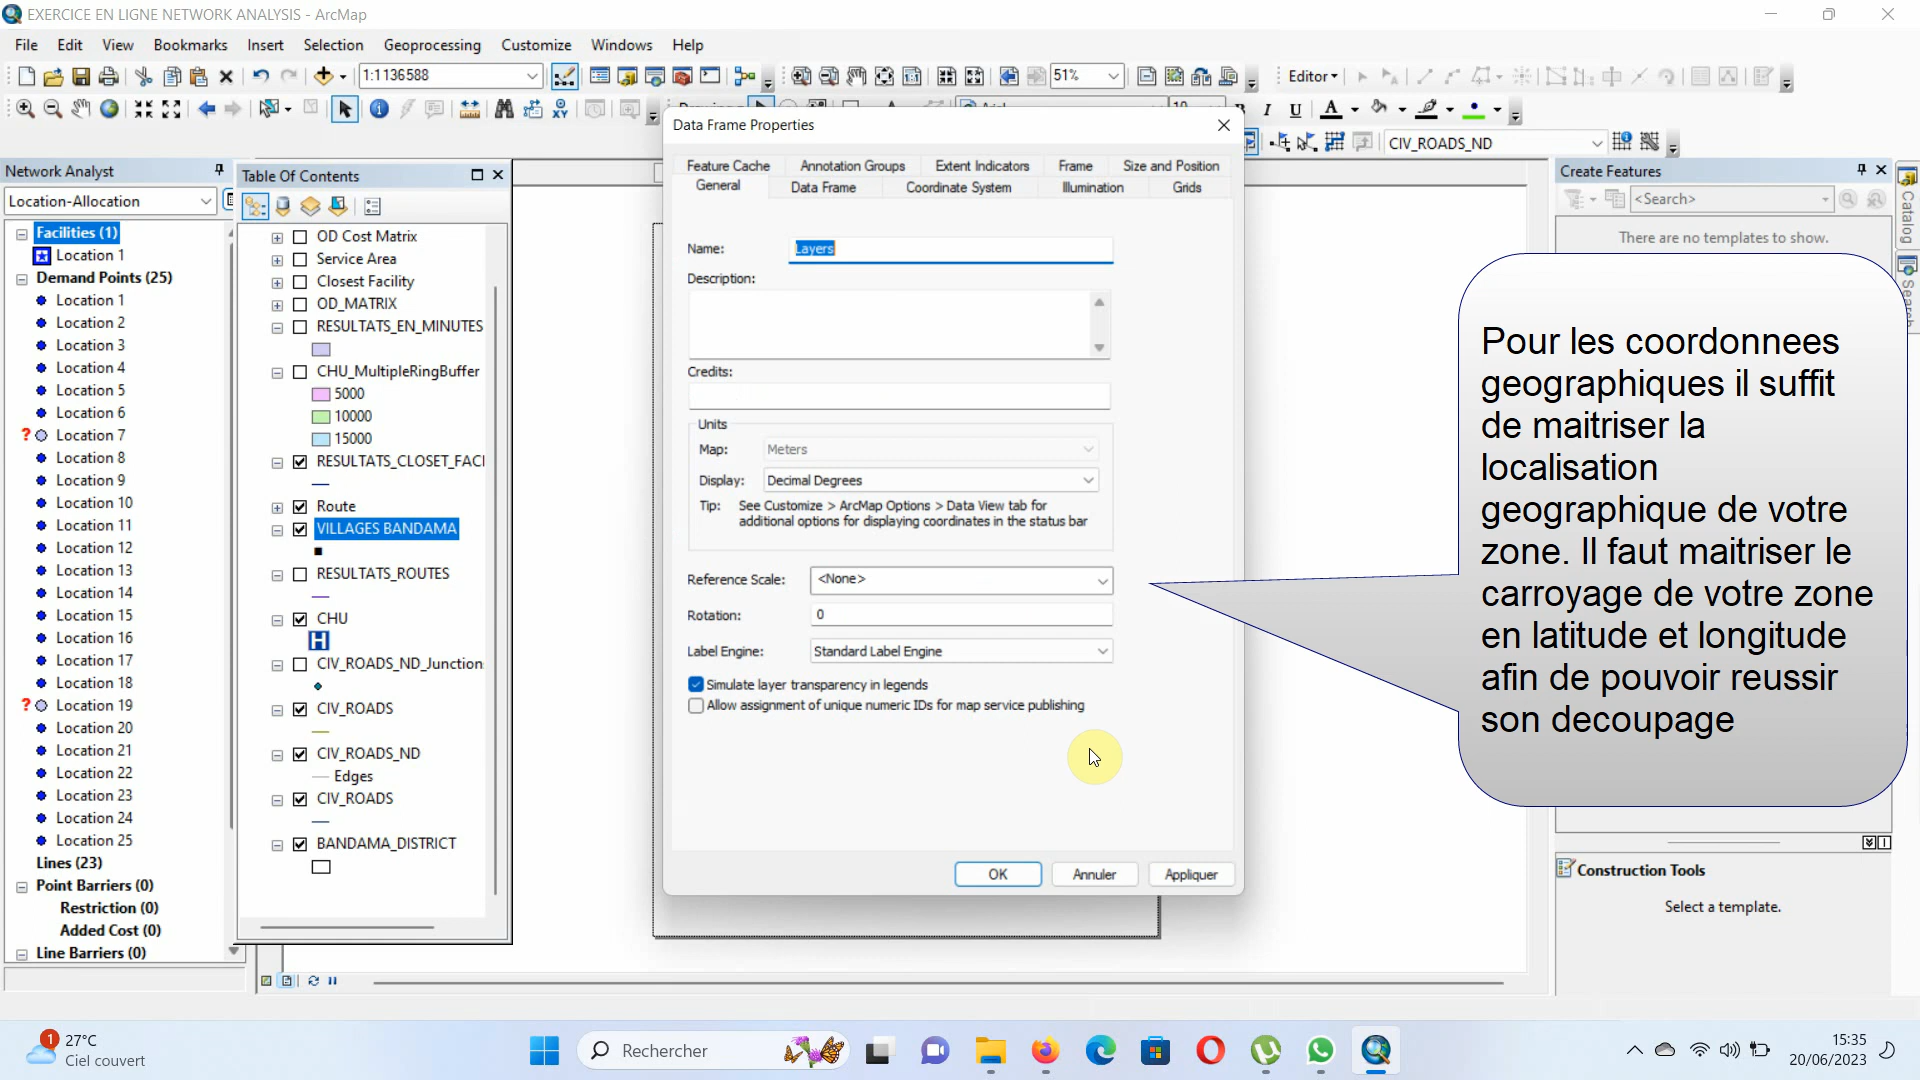 EXERCICE EN LIGNE NETWORK ANALYSIS - ArcMap
File Edit View Bookmarks Insert Selection Geoprocessing Customize Windows Help
1:1136588
51%
Editor
CIV_ROADS_ND
Network Analyst
Location-Allocation
Facilities (1)
Location 1
Demand Points (25)
Location 1
Location 2
Location 3
Location 4
Location 5
Location 6
Location 7
Location 8
Location 9
Location 10
Location 11
Location 12
Location 13
Location 14
Location 15
Location 16
Location 17
Location 18
Location 19
Location 20
Location 21
Location 22
Location 23
Location 24
Location 25
Lines (23)
Point Barriers (0)
Restriction (0)
Added Cost (0)
Line Barriers (0)
Table Of Contents
OD Cost Matrix
Service Area
Closest Facility
OD_MATRIX
RESULTATS_EN_MINUTES
CHU_MultipleRingBuffer
5000
10000
15000
RESULTATS_CLOSET_FACI
Route
VILLAGES BANDAMA
RESULTATS_ROUTES
CHU
H
CIV_ROADS_ND_Junction
CIV_ROADS
CIV_ROADS_ND
Edges
CIV_ROADS
BANDAMA_DISTRICT
Data Frame Properties
Feature Cache Annotation Groups Extent Indicators Frame Size and Position
General Data Frame Coordinate System Illumination Grids
Name: Layers
Description:
Credits:
Units
Map: Meters
Display: Decimal Degrees
Tip: See Customize > ArcMap Options > Data View tab for
additional options for displaying coordinates in the status bar
Reference Scale: <None>
Rotation: 0
Label Engine: Standard Label Engine
Simulate layer transparency in legends
Allow assignment of unique numeric IDs for map service publishing
OK Annuler Appliquer
Create Features
<Search>
There are no templates to show.
Catalog
Search
Pour les coordonnees
geographiques il suffit
de maitriser la
localisation
geographique de votre
zone. Il faut maitriser le
carroyage de votre zone
en latitude et longitude
afin de pouvoir reussir
son decoupage
Construction Tools
Select a template.
1
27°C
Ciel couvert
Rechercher
15:35
20/06/2023